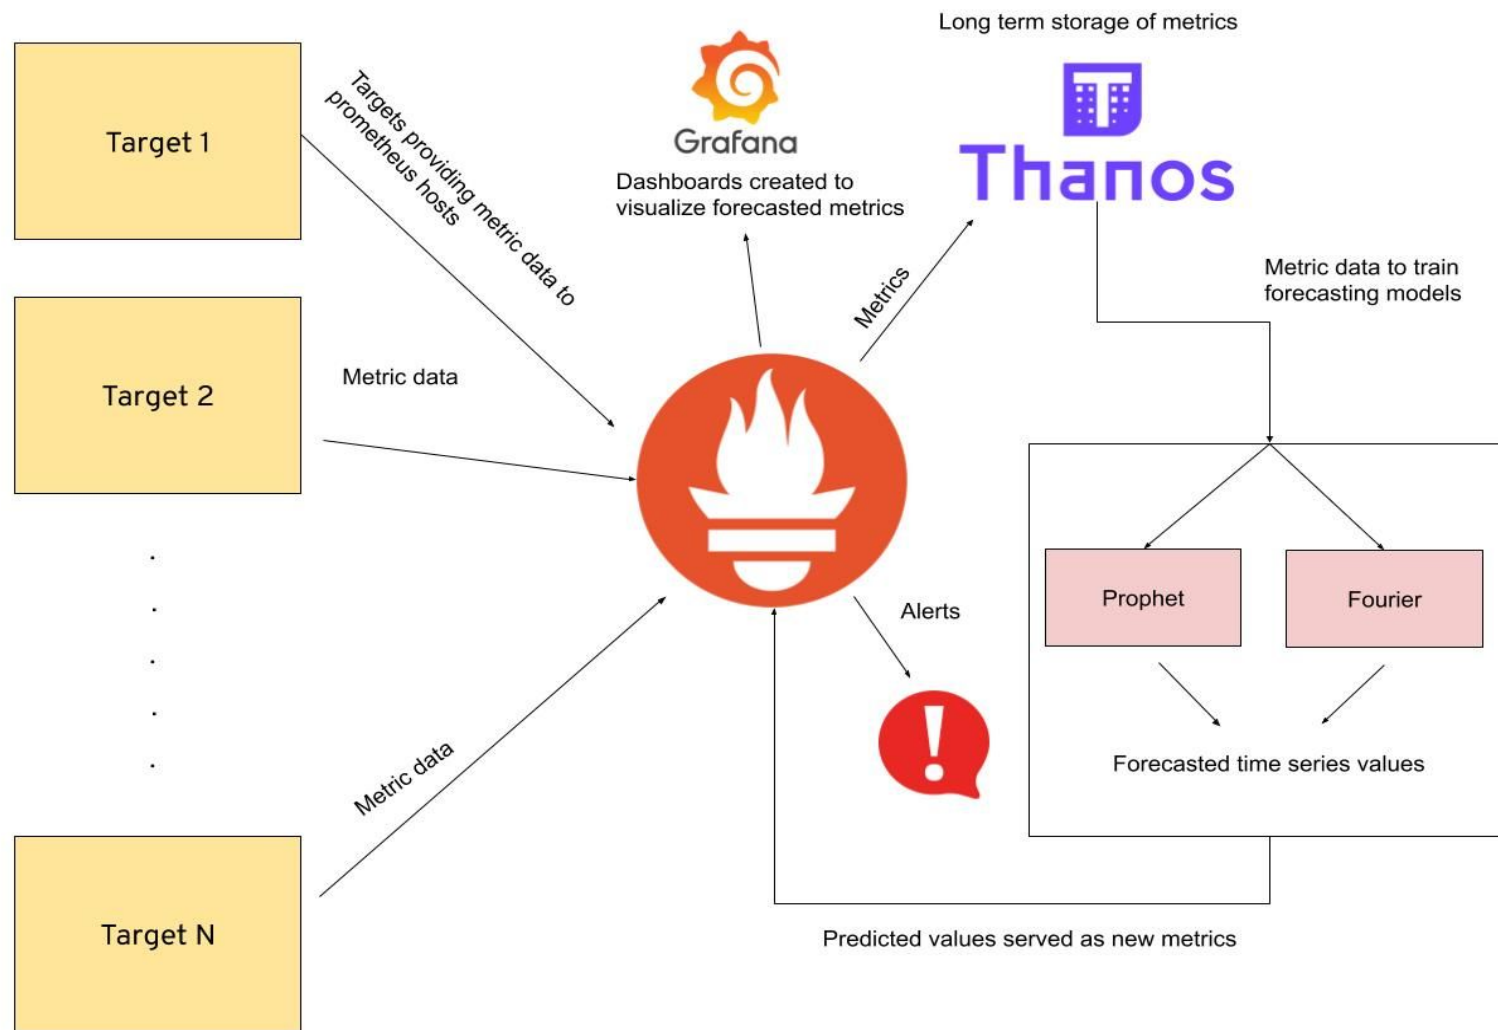 Long term storage of metrics
Grafana
Thanos
Dashboards created to
visualize forecasted metrics
Target 1
Targets providing metric data to
prometheus hosts
Metrics
Metric data to train
forecasting models
Target 2
Metric data
Prophet
Fourier
Alerts
Forecasted time series values
Metric data
Target N
Predicted values served as new metrics